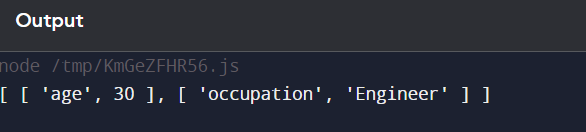 Output
node /tmp/KmGeZFHR56.js
[ [ 'age', 30 ], [ 'occupation', 'Engineer' ] ]